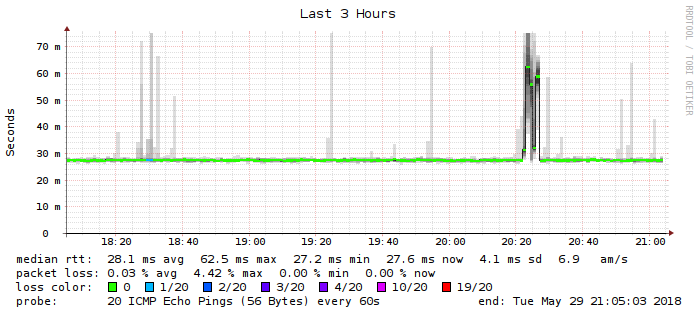 Last 3 Hours
RRDTOOL / TOBI OETIKER
Seconds
70 m
60 m
50 m
40 m
30 m
20 m
10 m
0
18:20 18:40 19:00 19:20 19:40 20:00 20:20 20:40 21:00
median rtt: 28.1 ms avg 62.5 ms max 27.2 ms min 27.6 ms now 4.1 ms sd 6.9 am/s
packet loss: 0.03 % avg 4.42 % max 0.00 % min 0.00 % now
loss color: 0 1/20 2/20 3/20 4/20 10/20 19/20
probe: 20 ICMP Echo Pings (56 Bytes) every 60s end: Tue May 29 21:05:03 2018